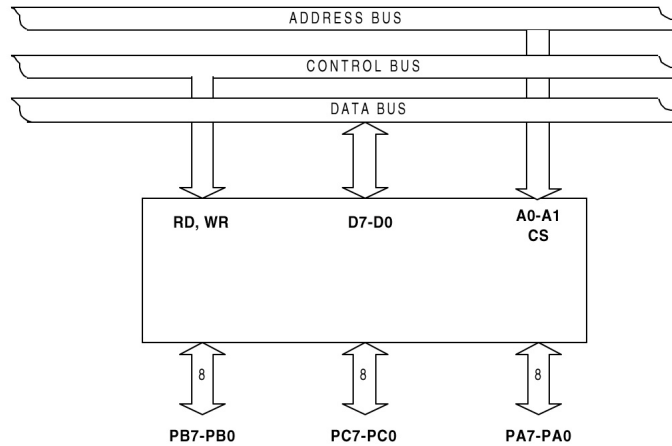 ADDRESS BUS
CONTROL BUS
DATA BUS
RD, WR D7-D0 A0-A1
CS
8 8 8
PB7-PB0 PC7-PC0 PA7-PA0